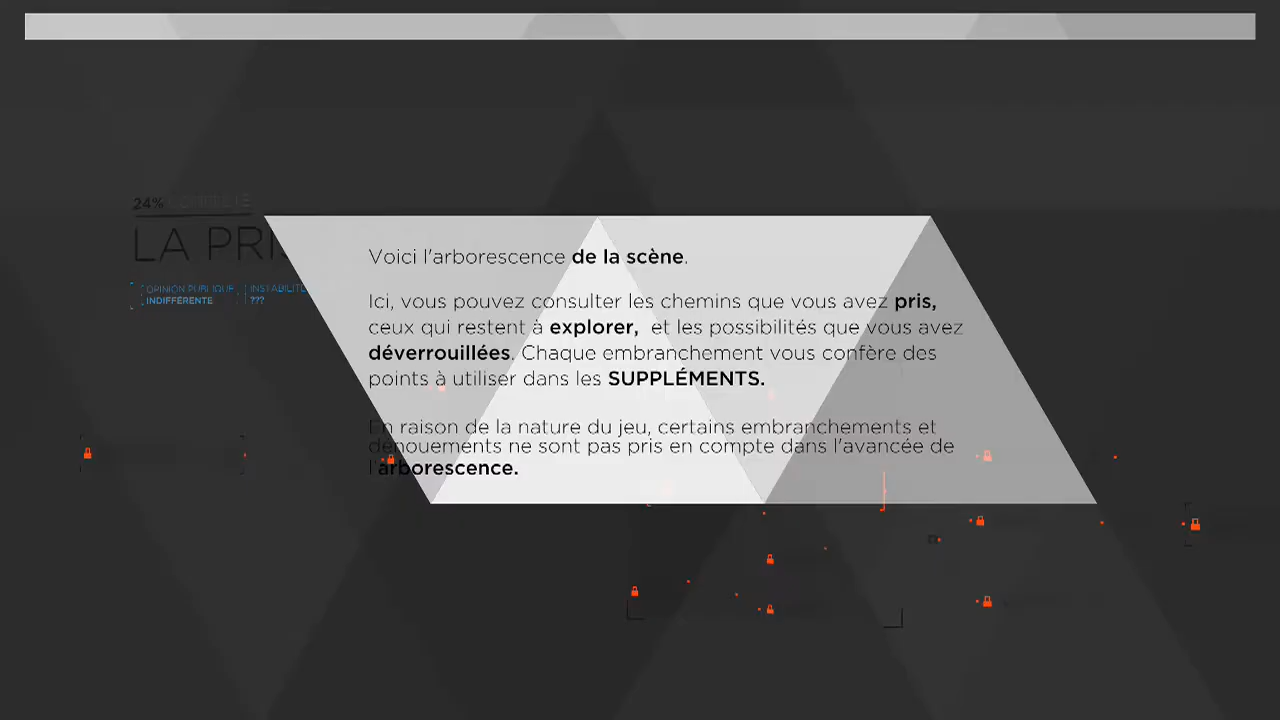 24% COMPLÉTÉ
LA PRIS
OPINION PUBLIQUE
INDIFFÉRENTE
INSTABILITÉ
???
Voici l'arborescence de la scène.
Ici, vous pouvez consulter les chemins que vous avez pris,
ceux qui restent à explorer, et les possibilités que vous avez
déverrouillées. Chaque embranchement vous confère des
points à utiliser dans les SUPPLÉMENTS.
En raison de la nature du jeu, certains embranchements et
dénouements ne sont pas pris en compte dans l'avancée de
l'arborescence.